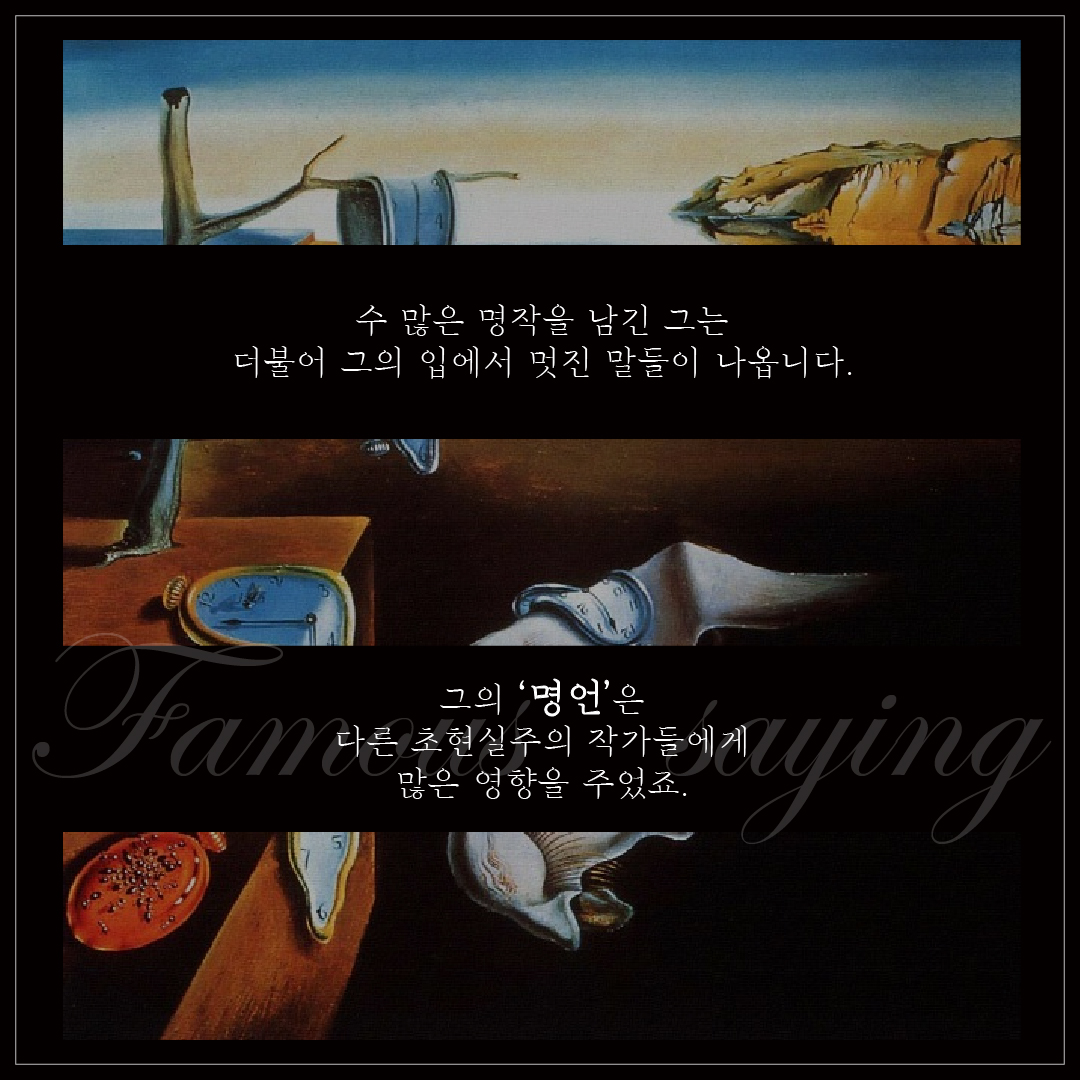 수 많은 명작을 남긴 그는
더불어 그의 입에서 멋진 말들이 나옵니다.
Famous saying
그의 ‘명언’은
다른 초현실주의 작가들에게
많은 영향을 주었죠.